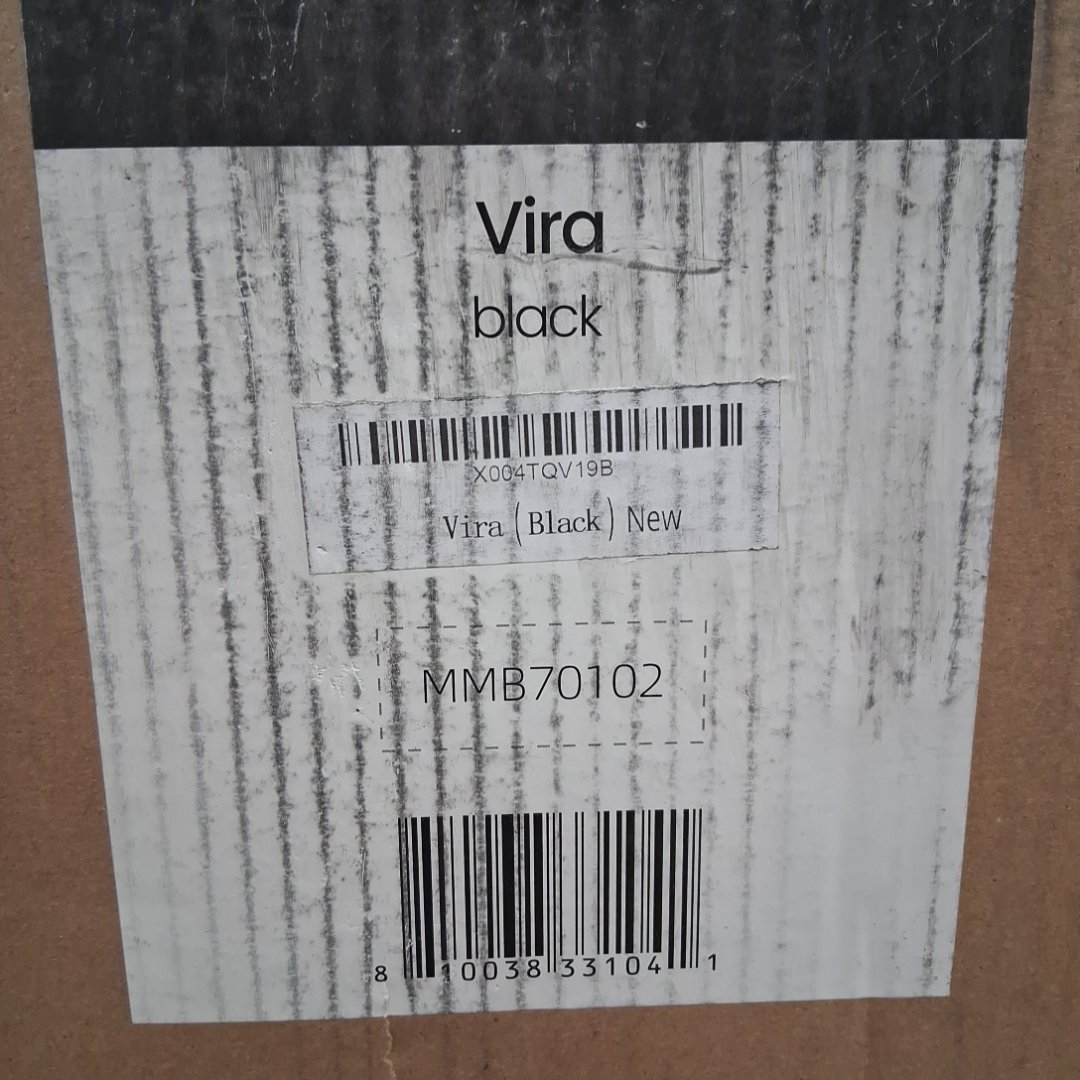 Vira
black
X004TQV19B
Vira (Black) New
MMB70102
8 10038 33104 1